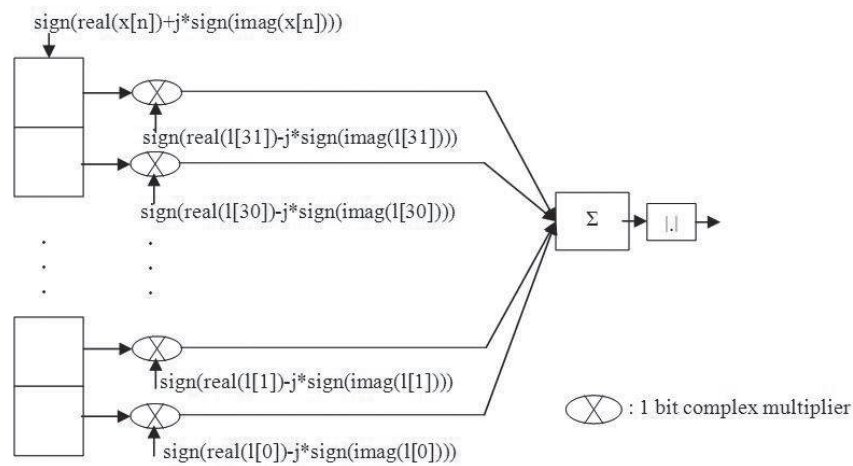 sign(real(x[n])+j*sign(imag(x[n])))
sign(real(l[31])-j*sign(imag(l[31])))
sign(real(l[30])-j*sign(imag(l[30])))
Σ
|.|
sign(real(l[1])-j*sign(imag(l[1])))
: 1 bit complex multiplier
sign(real(l[0])-j*sign(imag(l[0])))